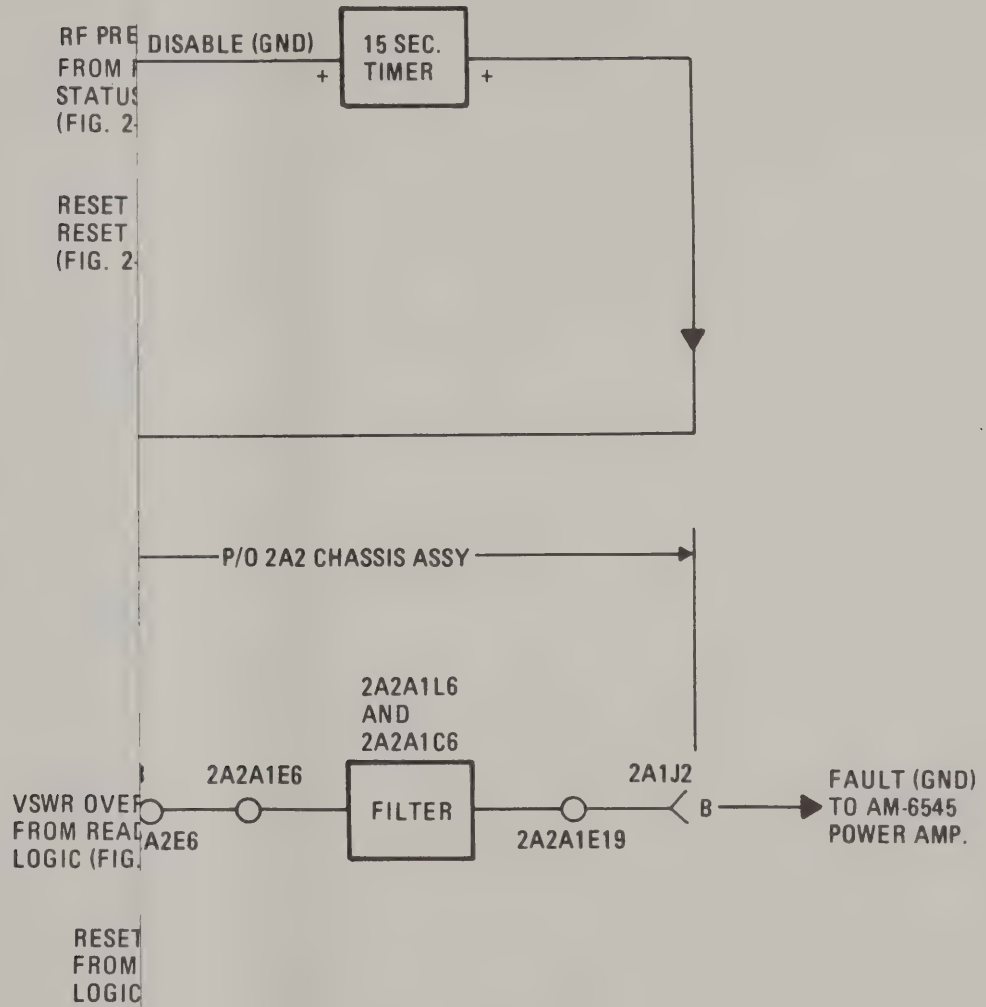 RF PRE
FROM
STATUS
(FIG. 2-
DISABLE (GND)
+
15 SEC.
TIMER
+
RESET
RESET
(FIG. 2-
P/O 2A2 CHASSIS ASSY
2A2A1L6
AND
2A2A1C6
2A2A1E6
FILTER
2A1J2
B
2A2A1E19
FAULT (GND)
TO AM-6545
POWER AMP.
VSWR OVER
FROM READ
LOGIC (FIG.
A2E6
RESET
FROM
LOGIC